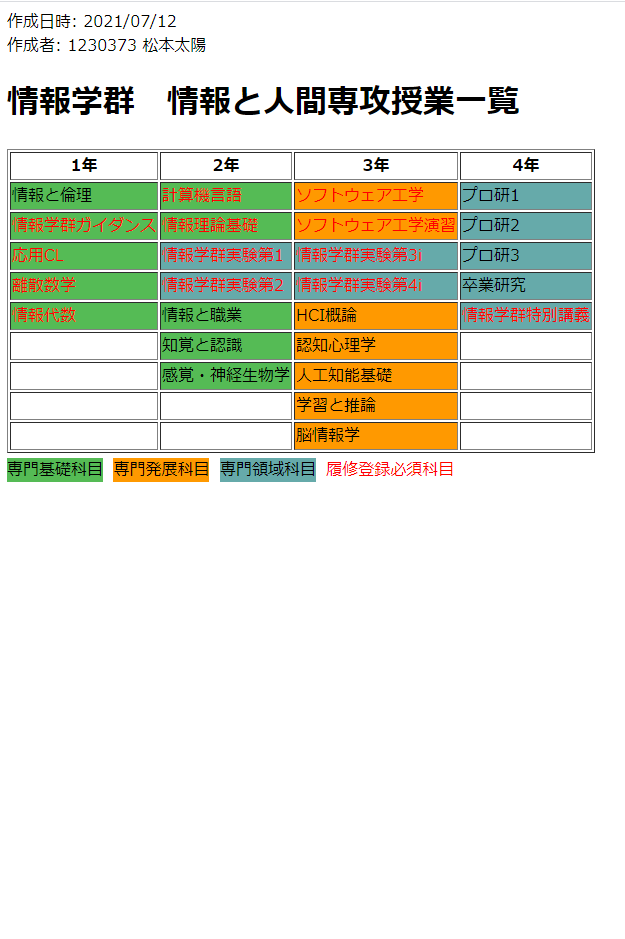 作成日時: 2021/07/12
作成者: 1230373 松本太陽
情報学群　情報と人間専攻授業一覧
1年 2年 3年 4年
情報と倫理 計算機言語 ソフトウェア工学 プロ研1
情報学群ガイダンス 情報理論基礎 ソフトウェア工学演習 プロ研2
応用CL 情報学群実験第1 情報学群実験第3i プロ研3
離散数学 情報学群実験第2 情報学群実験第4i 卒業研究
情報代数 情報と職業 HCI概論 情報学群特別講義
知覚と認識 認知心理学
感覚・神経生物学 人工知能基礎
学習と推論
脳情報学
専門基礎科目 専門発展科目 専門領域科目 履修登録必須科目